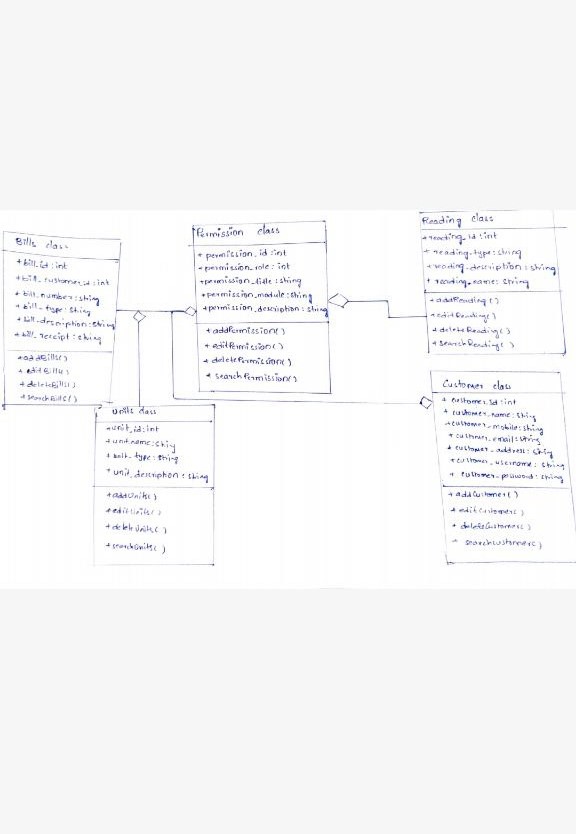 Bills class
+ bill_id : int
+ bill_customer_id : int
+ bill_number : string
+ bill_type : string
+ bill_description : string
+ bill_receipt : string
+ addBills()
+ editBills()
+ deleteBills()
+ searchBills()
Permission class
+ permission_id : int
+ permission_role : int
+ permission_title : string
+ permission_module : string
+ permission_description : string
+ addPermission()
+ editPermission()
+ deletePermission()
+ searchPermission()
Reading class
+ reading_id : int
+ reading_type : string
+ reading_description : string
+ reading_name : string
+ addReading()
+ editReading()
+ deleteReading()
+ searchReading()
Units class
+ unit_id : int
+ unit_name : string
+ unit_type : string
+ unit_description : string
+ addUnits()
+ editUnits()
+ deleteUnits()
+ searchUnits()
Customer class
+ customer_id : int
+ customer_name : string
+ customer_mobile : string
+ customer_email : string
+ customer_address : string
+ customer_username : string
+ customer_password : string
+ addCustomer()
+ editCustomer()
+ deleteCustomer()
+ searchCustomer()